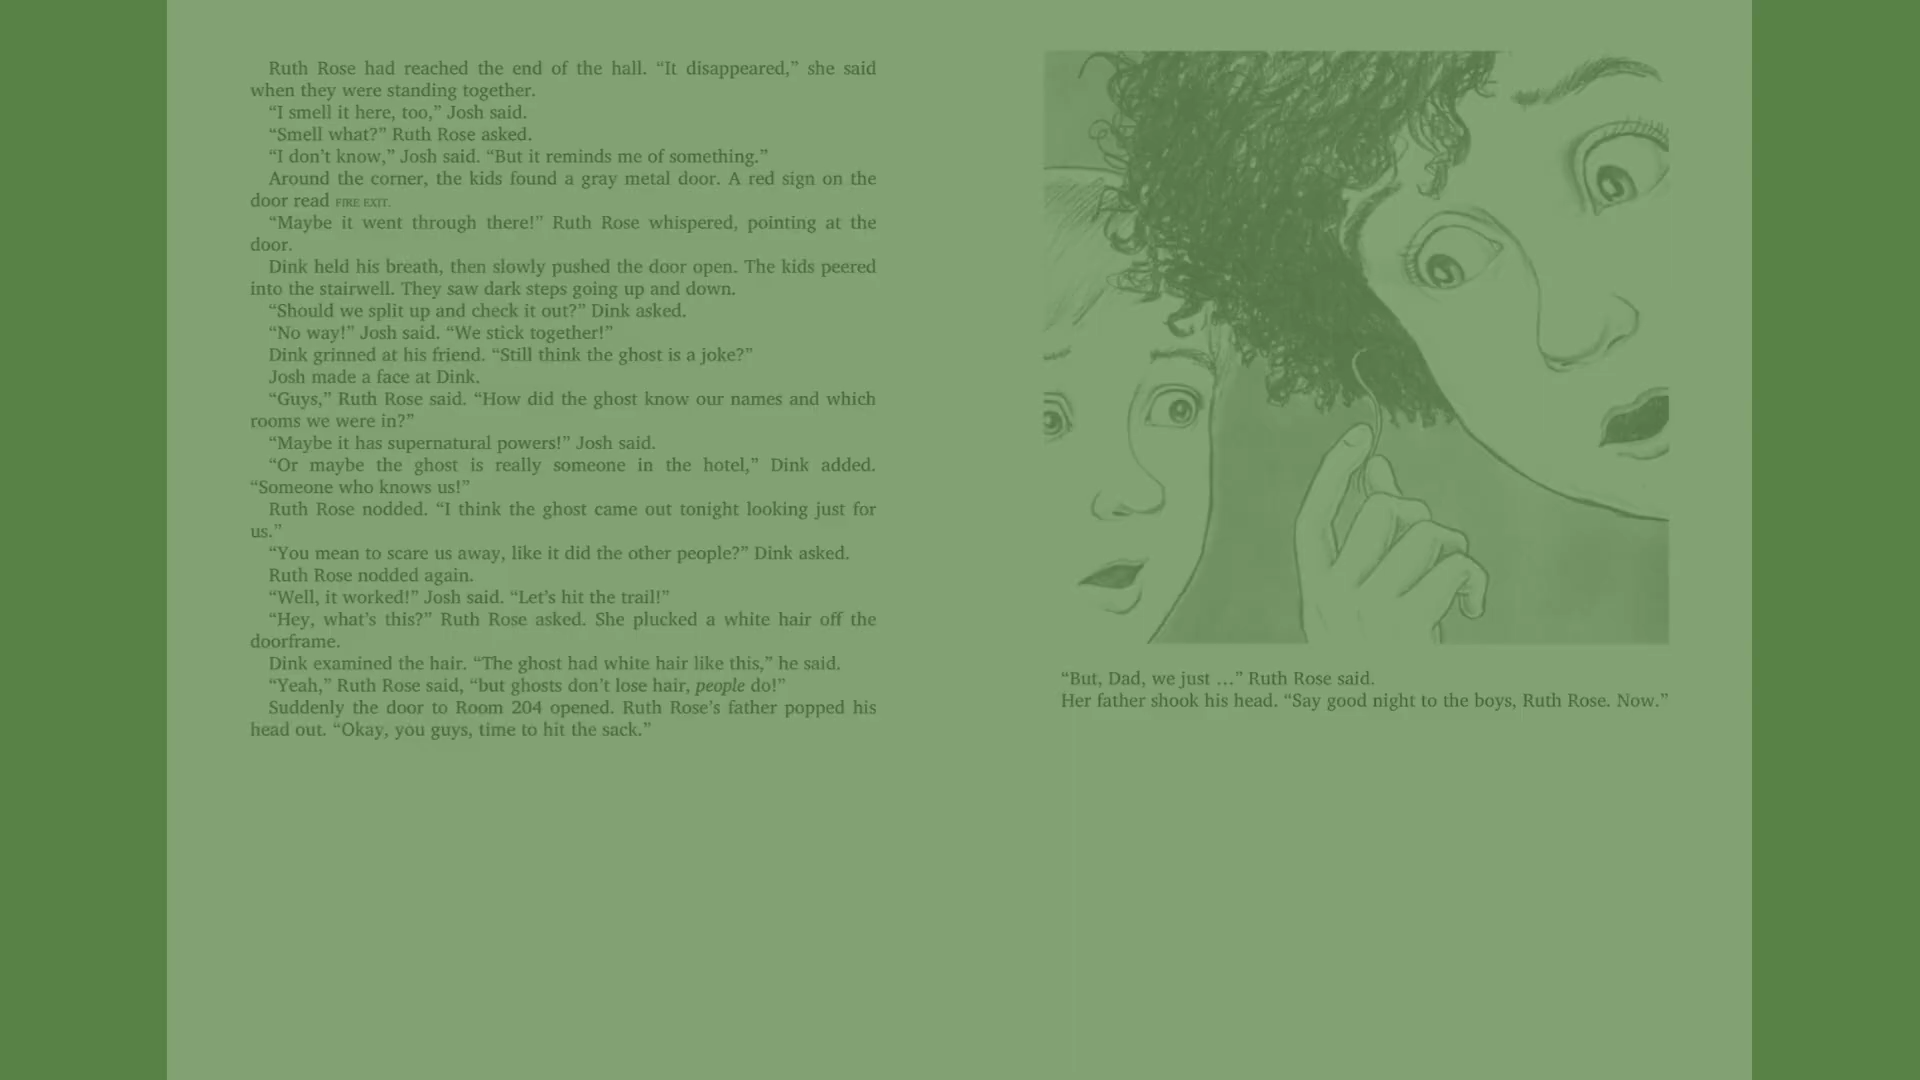 Ruth Rose had reached the end of the hall. “It disappeared,” she said
when they were standing together.
“I smell it here, too,” Josh said.
“Smell what?” Ruth Rose asked.
“I don’t know,” Josh said. “But it reminds me of something.”
Around the corner, the kids found a gray metal door. A red sign on the
door read FIRE EXIT.
“Maybe it went through there!” Ruth Rose whispered, pointing at the
door.
Dink held his breath, then slowly pushed the door open. The kids peered
into the stairwell. They saw dark steps going up and down.
“Should we split up and check it out?” Dink asked.
“No way!” Josh said. “We stick together!”
Dink grinned at his friend. “Still think the ghost is a joke?”
Josh made a face at Dink.
“Guys,” Ruth Rose said. “How did the ghost know our names and which
rooms we were in?”
“Maybe it has supernatural powers!” Josh said.
“Or maybe the ghost is really someone in the hotel,” Dink added.
“Someone who knows us!”
Ruth Rose nodded. “I think the ghost came out tonight looking just for
us.”
“You mean to scare us away, like it did the other people?” Dink asked.
Ruth Rose nodded again.
“Well, it worked!” Josh said. “Let’s hit the trail!”
“Hey, what’s this?” Ruth Rose asked. She plucked a white hair off the
doorframe.
Dink examined the hair. “The ghost had white hair like this,” he said.
“Yeah,” Ruth Rose said, “but ghosts don’t lose hair, people do!”
Suddenly the door to Room 204 opened. Ruth Rose’s father popped his
head out. “Okay, you guys, time to hit the sack.”
“But, Dad, we just …” Ruth Rose said.
Her father shook his head. “Say good night to the boys, Ruth Rose. Now.”